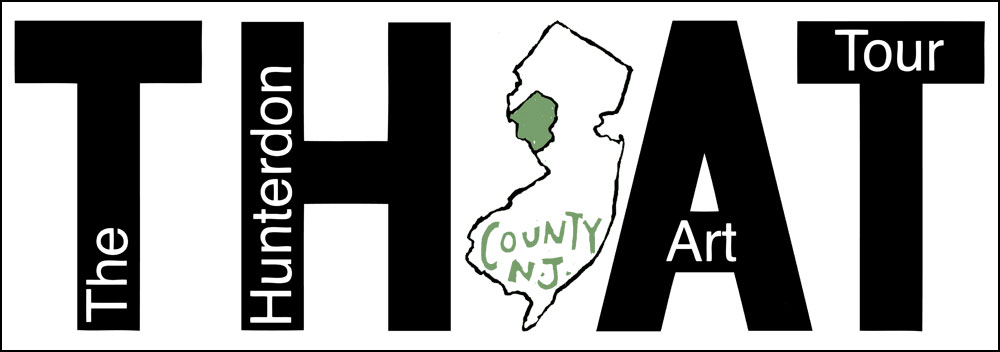 T H A T
The
Hunterdon
COUNTY
N.J.
Art
Tour